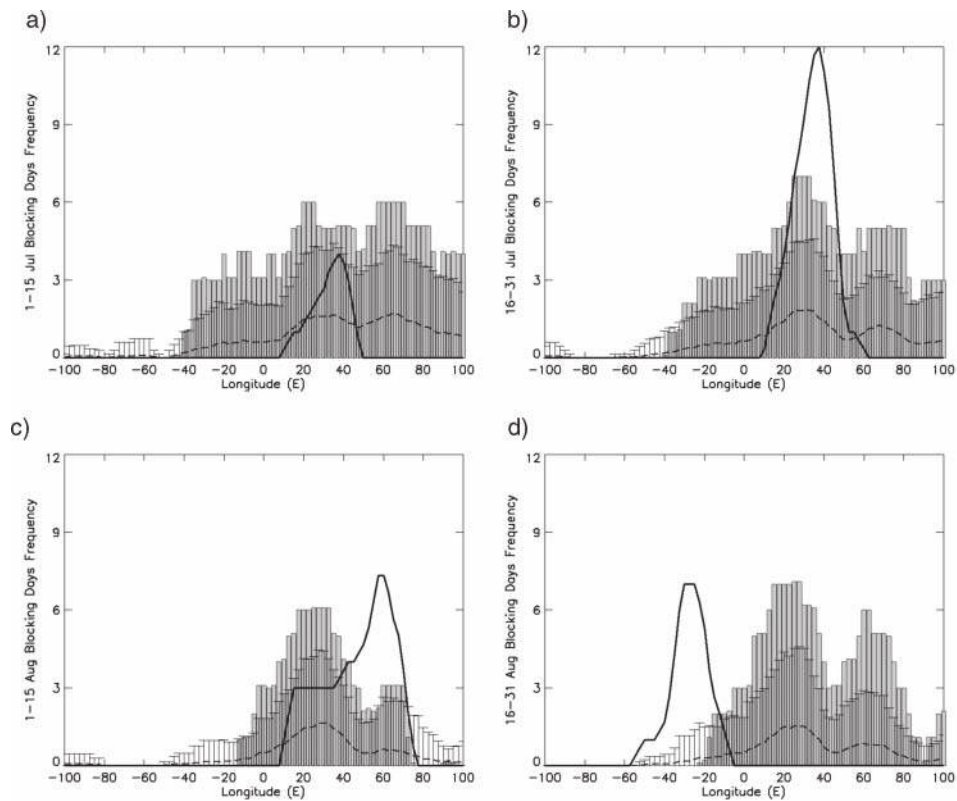 a)
1-15 Jul Blocking Days Frequency
12
9
6
3
0
-100 -80 -60 -40 -20 0 20 40 60 80 100
Longitude (E)
b)
16-31 Jul Blocking Days Frequency
12
9
6
3
0
-100 -80 -60 -40 -20 0 20 40 60 80 100
Longitude (E)
c)
1-15 Aug Blocking Days Frequency
12
9
6
3
0
-100 -80 -60 -40 -20 0 20 40 60 80 100
Longitude (E)
d)
16-31 Aug Blocking Days Frequency
12
9
6
3
0
-100 -80 -60 -40 -20 0 20 40 60 80 100
Longitude (E)